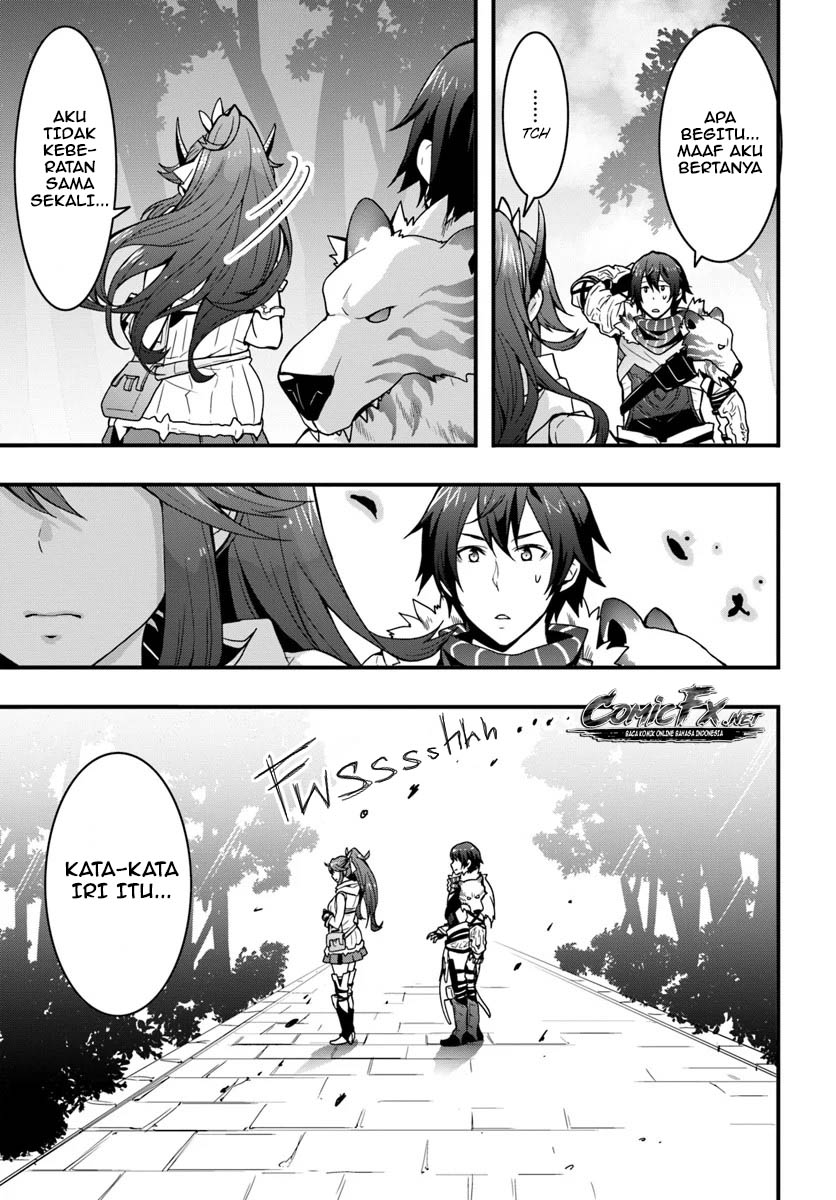 APA
BEGITU...
MAAF AKU
BERTANYA
......
TCH
AKU
TIDAK
KEBE-
RATAN
SAMA
SEKALI...
COMICFX.NET
BACA KOMIK ONLINE BAHASA INDONESIA
FWSSSSshhh
KATA-KATA
IRI ITU...